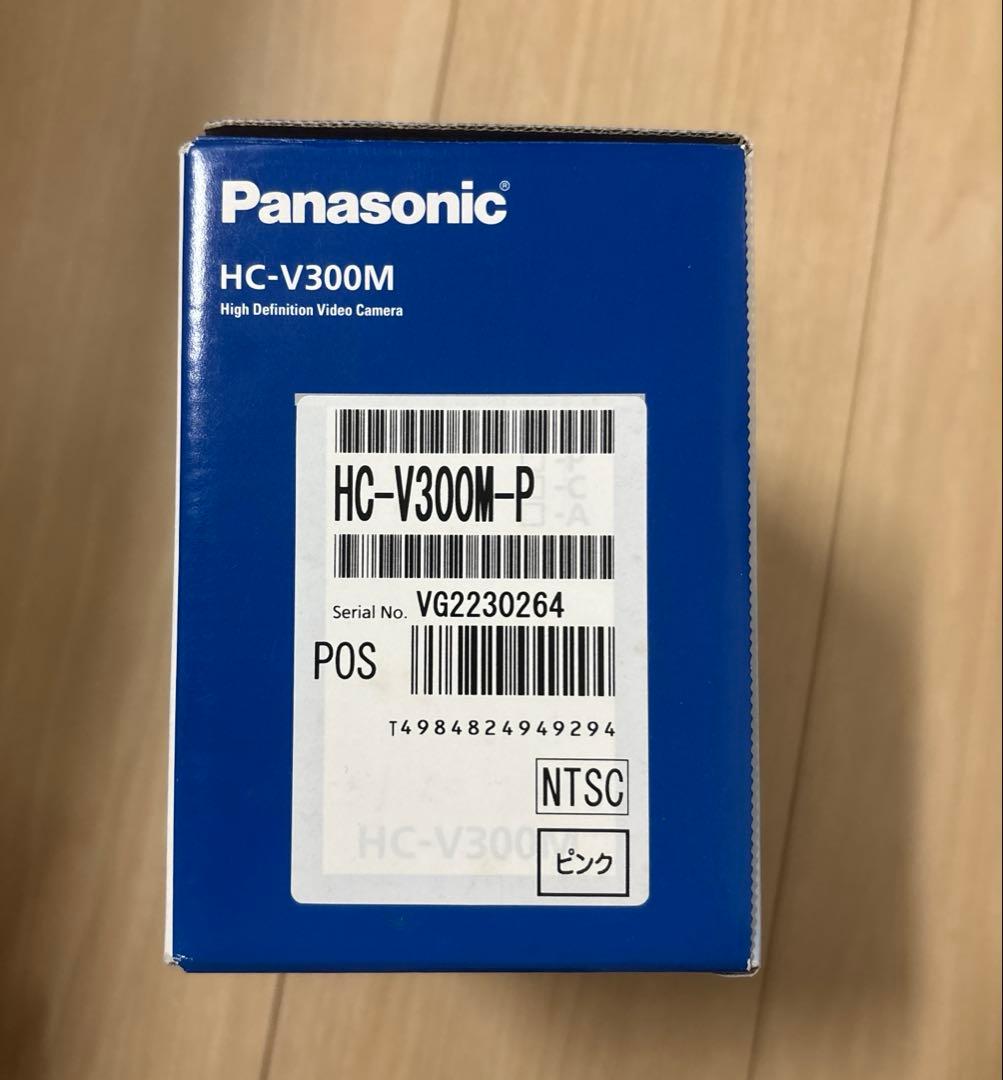 Panasonic®
HC-V300M
High Definition Video Camera
HC-V300M-P
Serial No. VG2230264
POS
T4984824949294
NTSC
HC-V300M
ピンク